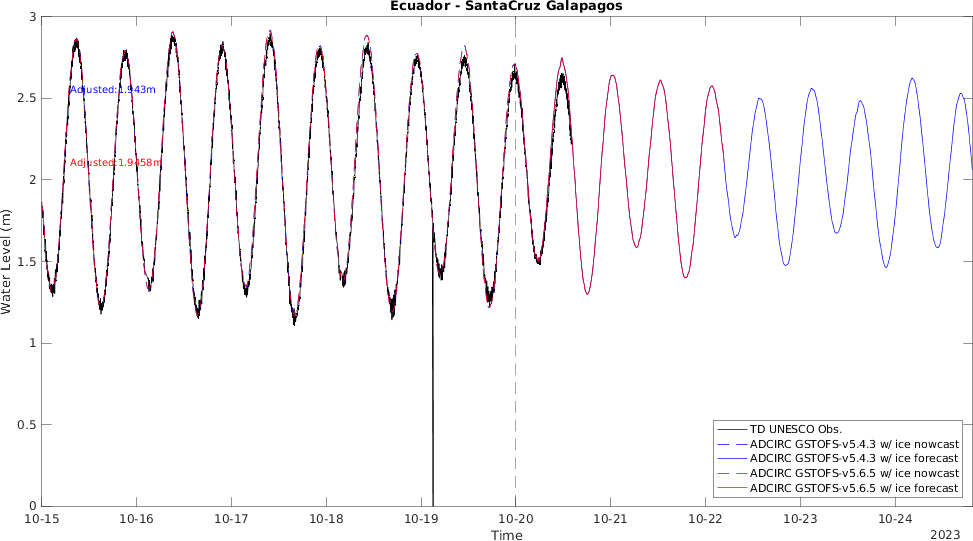 Ecuador - SantaCruz Galapagos
3
2.5
2
1.5
1
0.5
0
Water Level (m)
Adjusted:1.943m
Adjusted:1.9458m
TD UNESCO Obs.
ADCIRC GSTOFS-v5.4.3 w/ ice nowcast
ADCIRC GSTOFS-v5.4.3 w/ ice forecast
ADCIRC GSTOFS-v5.6.5 w/ ice nowcast
ADCIRC GSTOFS-v5.6.5 w/ ice forecast
10-15 10-16 10-17 10-18 10-19 10-20 10-21 10-22 10-23 10-24
Time
2023